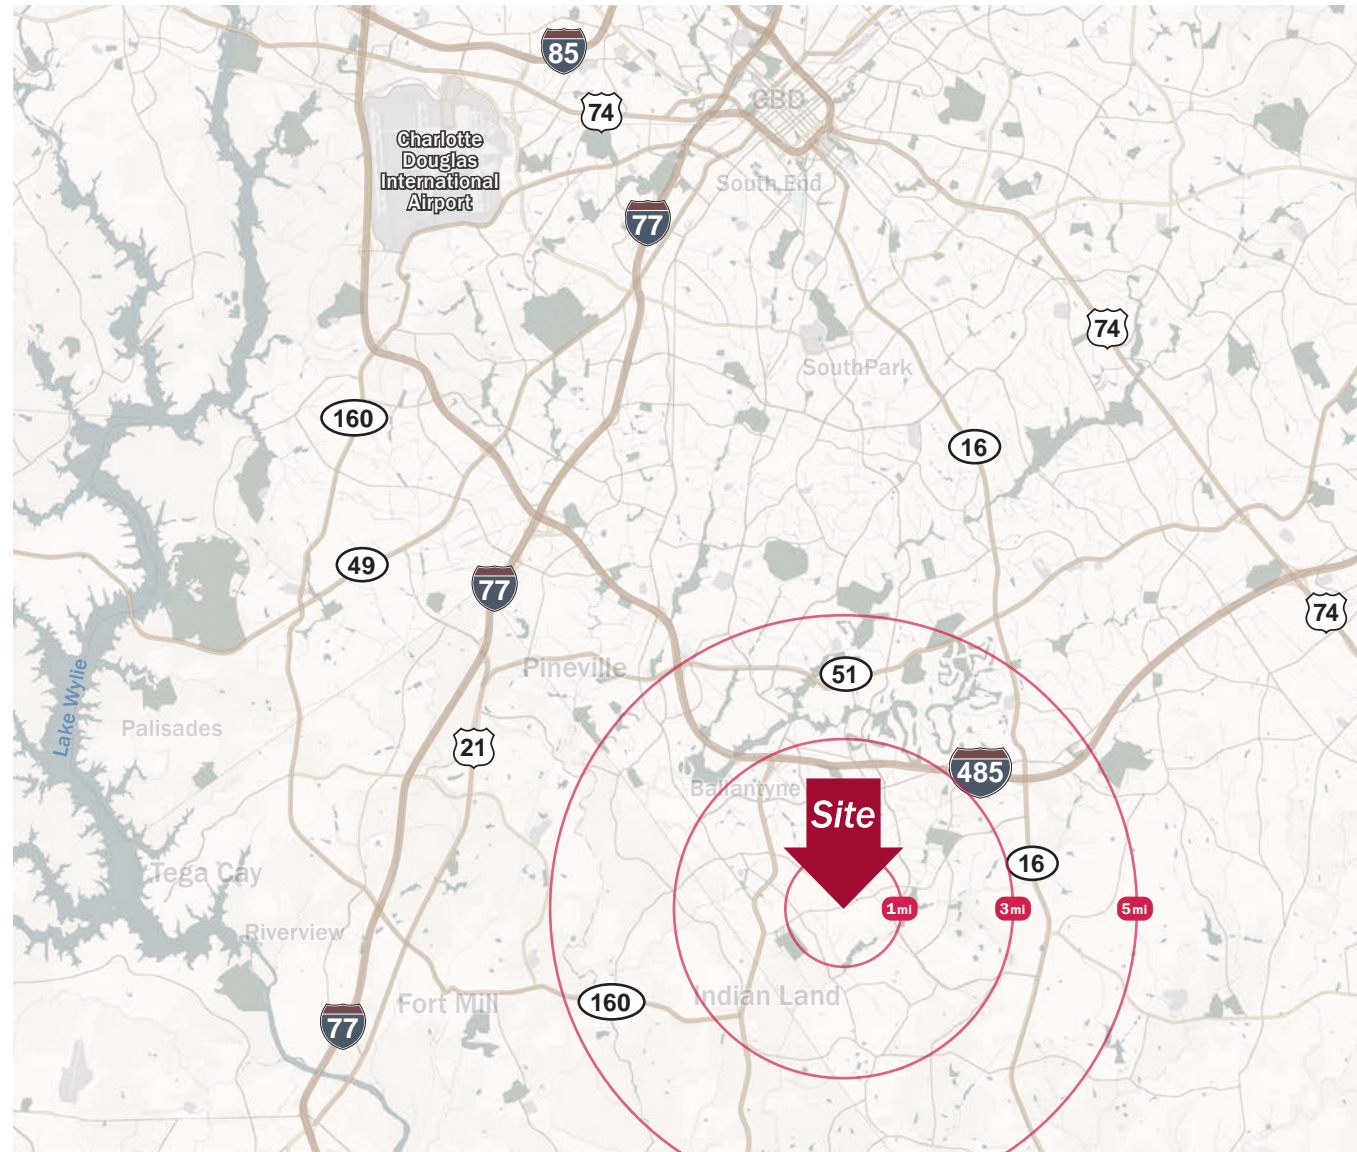 85
74
CBD
Charlotte
Douglas
International
Airport
South End
77
74
SouthPark
160
16
49
77
74
Pineville
51
Lake Wylie
Palisades
21
485
Ballantyne
Site
16
Tega Cay
1mi
3mi
5mi
Riverview
Indian Land
Fort Mill
160
77